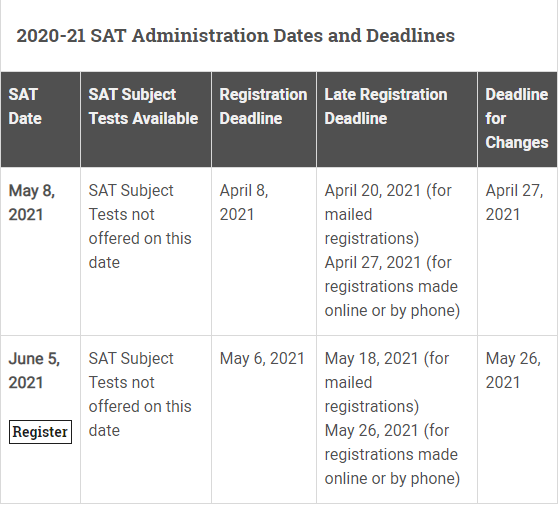 2020-21 SAT Administration Dates and Deadlines
SAT
Date
SAT Subject
Tests Available
Registration
Deadline
Late Registration
Deadline
Deadline
for
Changes
May 8,
2021
SAT Subject
Tests not
offered on this
date
April 8,
2021
April 20, 2021 (for
mailed
registrations)
April 27, 2021 (for
registrations made
online or by phone)
April 27,
2021
June 5,
2021
Register
SAT Subject
Tests not
offered on this
date
May 6, 2021
May 18, 2021 (for
mailed
registrations)
May 26, 2021 (for
registrations made
online or by phone)
May 26,
2021